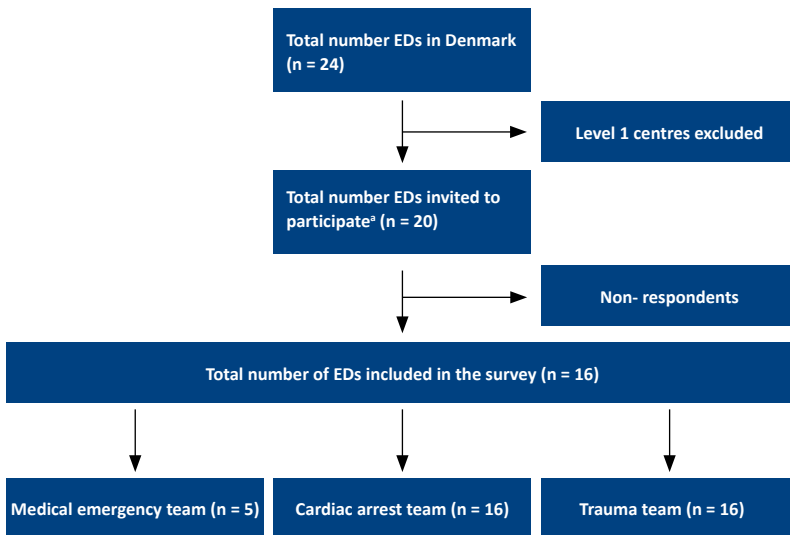 Total number EDs in Denmark
(n = 24)
Level 1 centres excluded
Total number EDs invited to
participateᵃ (n = 20)
Non- respondents
Total number of EDs included in the survey (n = 16)
Medical emergency team (n = 5)
Cardiac arrest team (n = 16)
Trauma team (n = 16)